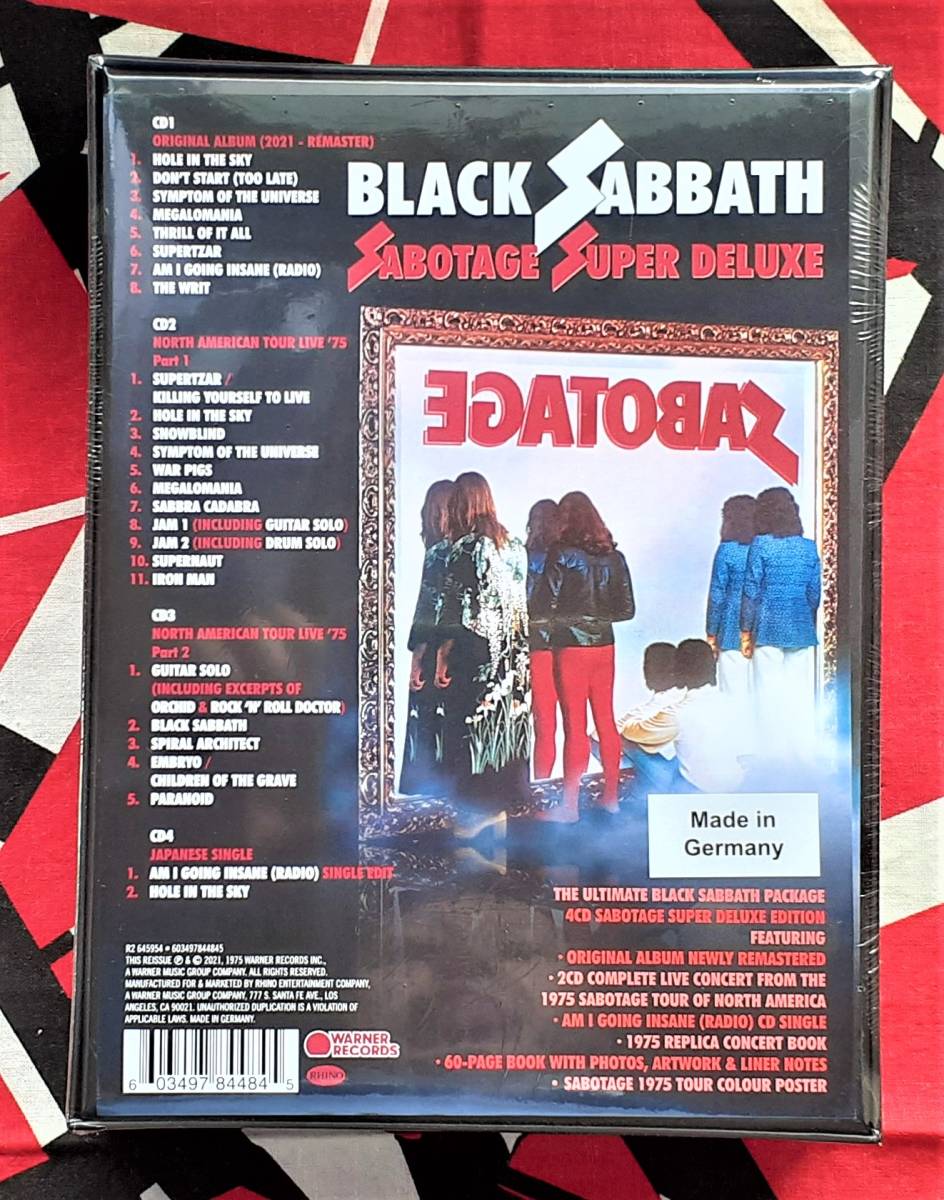 CD1
ORIGINAL ALBUM (2021 - REMASTER)
1. HOLE IN THE SKY
2. DON'T START (TOO LATE)
3. SYMPTOM OF THE UNIVERSE
4. MEGALOMANIA
5. THRILL OF IT ALL
6. SUPERTZAR
7. AM I GOING INSANE (RADIO)
8. THE WRIT
CD2
NORTH AMERICAN TOUR LIVE '75
Part 1
1. SUPERTZAR /
KILLING YOURSELF TO LIVE
2. HOLE IN THE SKY
3. SNOWBLIND
4. SYMPTOM OF THE UNIVERSE
5. WAR PIGS
6. MEGALOMANIA
7. SABBRA CADABRA
8. JAM 1 (INCLUDING GUITAR SOLO)
9. JAM 2 (INCLUDING DRUM SOLO)
10. SUPERNAUT
11. IRON MAN
CD3
NORTH AMERICAN TOUR LIVE '75
Part 2
1. GUITAR SOLO
(INCLUDING EXCERPTS OF
ORCHID & ROCK 'N' ROLL DOCTOR)
2. BLACK SABBATH
3. SPIRAL ARCHITECT
4. EMBRYO /
CHILDREN OF THE GRAVE
5. PARANOID
CD4
JAPANESE SINGLE
1. AM I GOING INSANE (RADIO) SINGLE EDIT
2. HOLE IN THE SKY
R2 645954 • 603497844845
THIS REISSUE ℗ & © 2021, 1975 WARNER RECORDS INC.,
A WARNER MUSIC GROUP COMPANY. ALL RIGHTS RESERVED.
MANUFACTURED FOR & MARKETED BY RHINO ENTERTAINMENT COMPANY,
A WARNER MUSIC GROUP COMPANY, 777 S. SANTA FE AVE., LOS
ANGELES, CA 90021. UNAUTHORIZED DUPLICATION IS A VIOLATION OF
APPLICABLE LAWS. MADE IN GERMANY.
6 03497 84484 5
WARNER
RECORDS
RHINO
BLACK SABBATH
SABOTAGE SUPER DELUXE
SABOTAGE
Made in
Germany
THE ULTIMATE BLACK SABBATH PACKAGE
4CD SABOTAGE SUPER DELUXE EDITION
FEATURING
• ORIGINAL ALBUM NEWLY REMASTERED
• 2CD COMPLETE LIVE CONCERT FROM THE
1975 SABOTAGE TOUR OF NORTH AMERICA
• AM I GOING INSANE (RADIO) CD SINGLE
• 1975 REPLICA CONCERT BOOK
• 60-PAGE BOOK WITH PHOTOS, ARTWORK & LINER NOTES
• SABOTAGE 1975 TOUR COLOUR POSTER